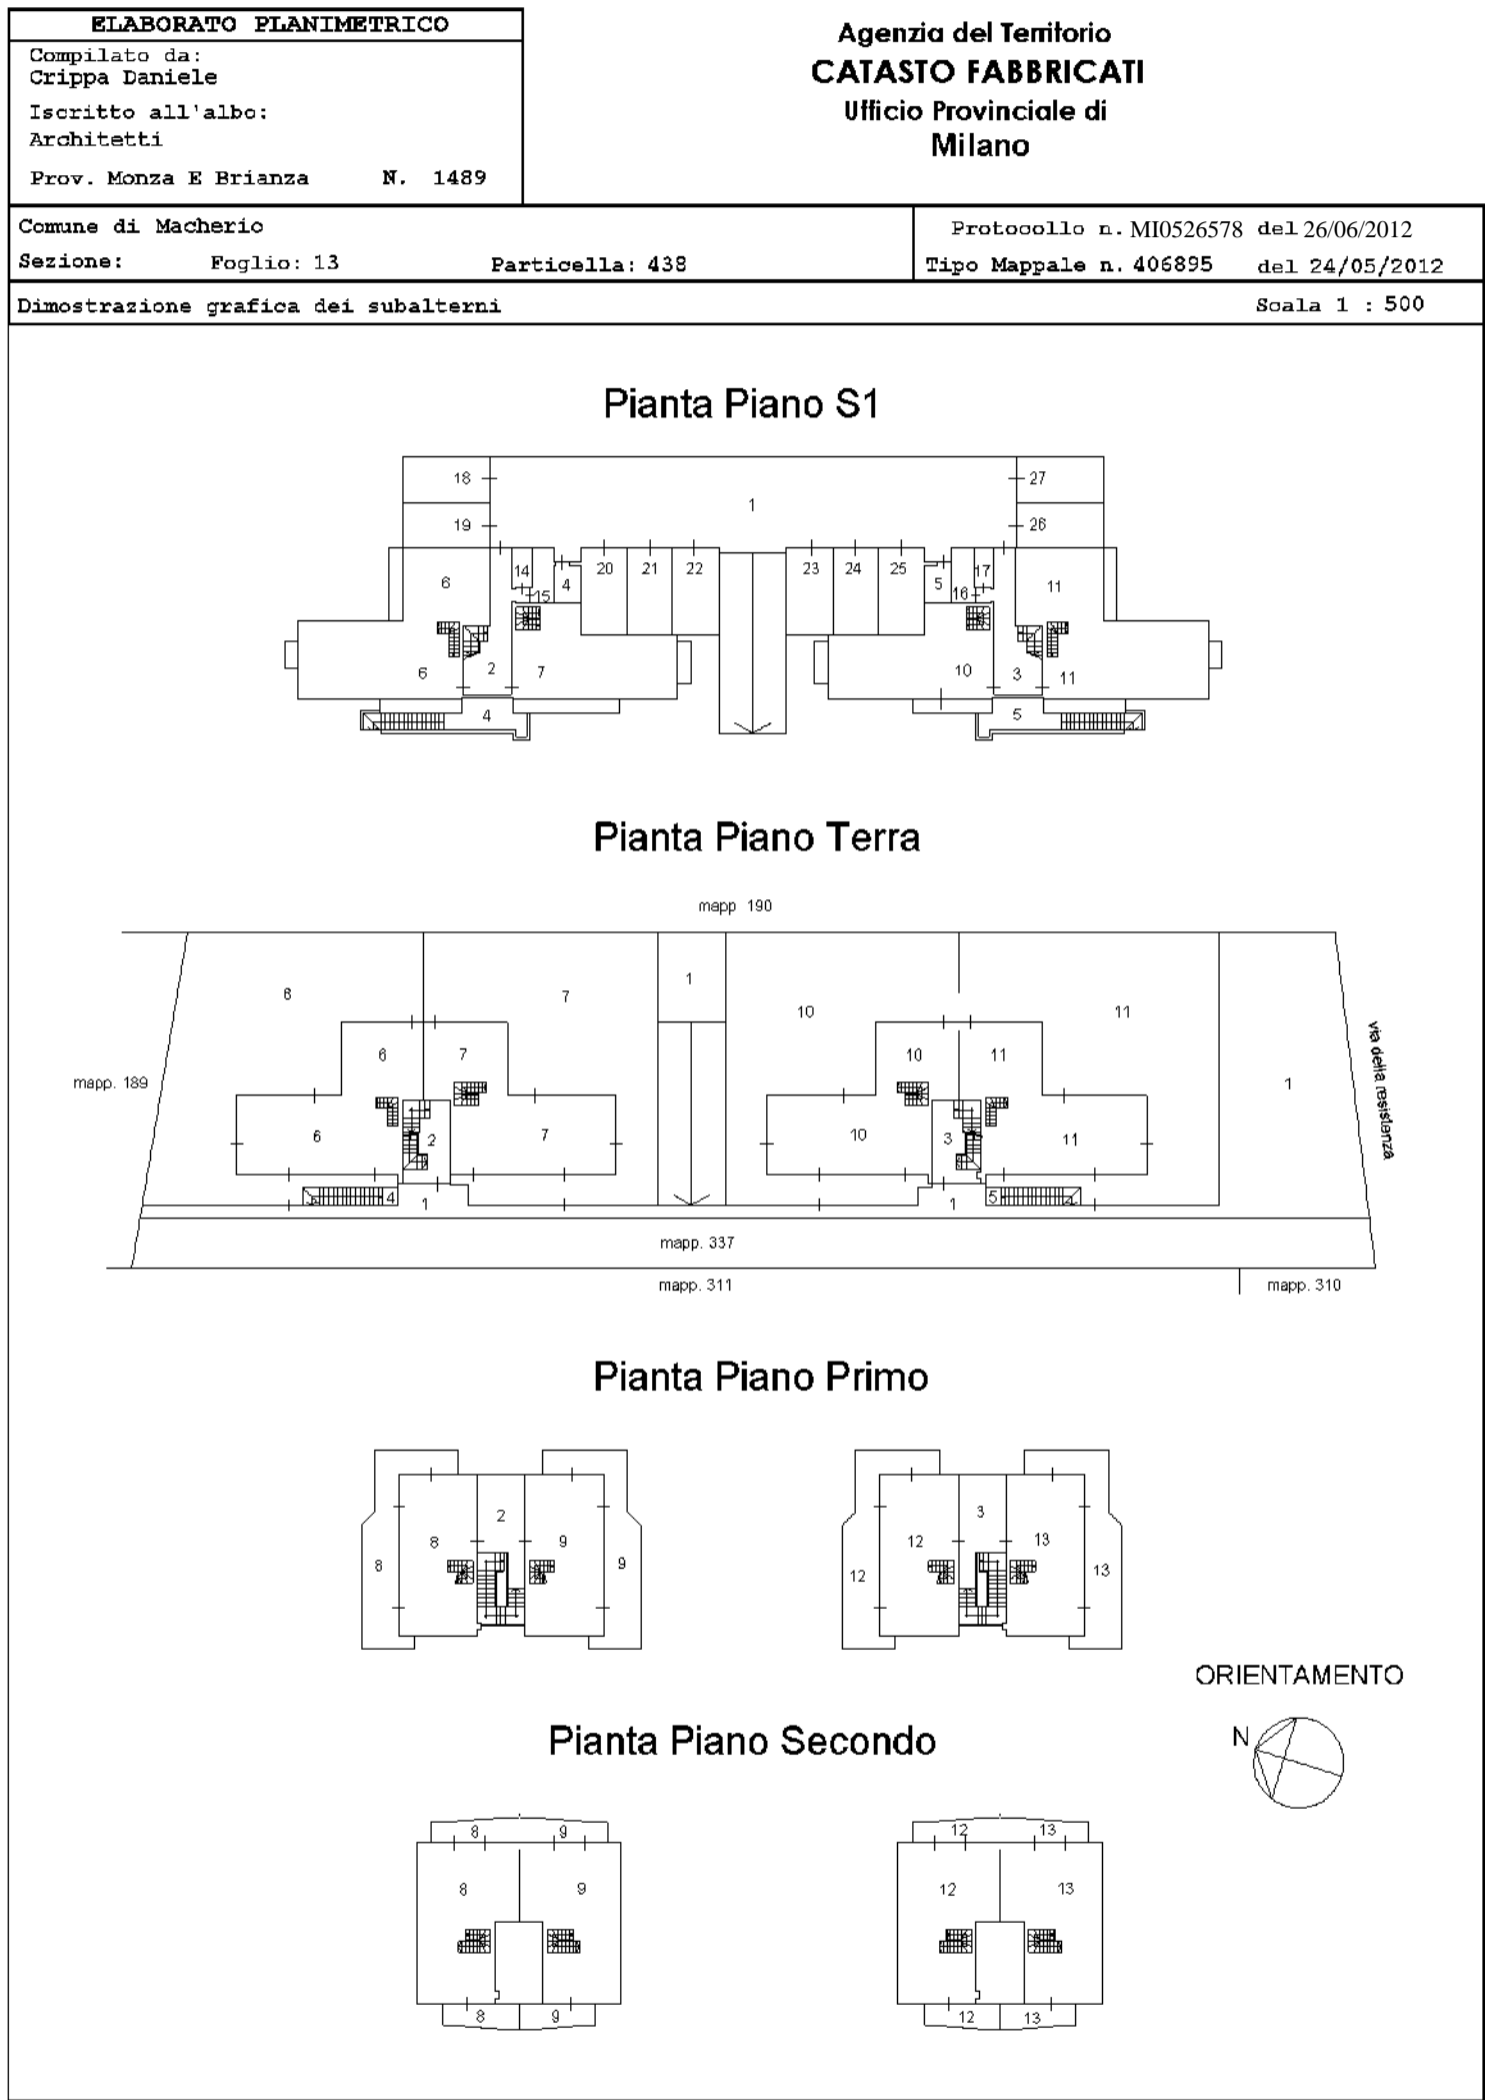 ELABORATO PLANIMETRICO
Compilato da:
Crippa Daniele
Iscritto all'albo:
Architetti
Prov. Monza E Brianza N. 1489
Agenzia del Territorio
CATASTO FABBRICATI
Ufficio Provinciale di
Milano
Comune di Macherio
Sezione: Foglio: 13 Particella: 438
Protocollo n. MI0526578 del 26/06/2012
Tipo Mappale n. 406895 del 24/05/2012
Dimostrazione grafica dei subalterni Scala 1 : 500
Pianta Piano S1
18 27
1
19 26
14 4 20 21 22 23 24 25 5 17
6 15 16 11
6 2 7 10 3 11
4 5
Pianta Piano Terra
mapp 190
6 7 1 10 11
6 7 10 11
mapp. 189 1 via della resistenza
6 2 7 10 3 11
4 1 1 5
mapp. 337
mapp. 311 mapp. 310
Pianta Piano Primo
2 3
8 9 12 13
8 9 12 13
ORIENTAMENTO
N
Pianta Piano Secondo
8 9 12 13
8 9 12 13
8 9 12 13